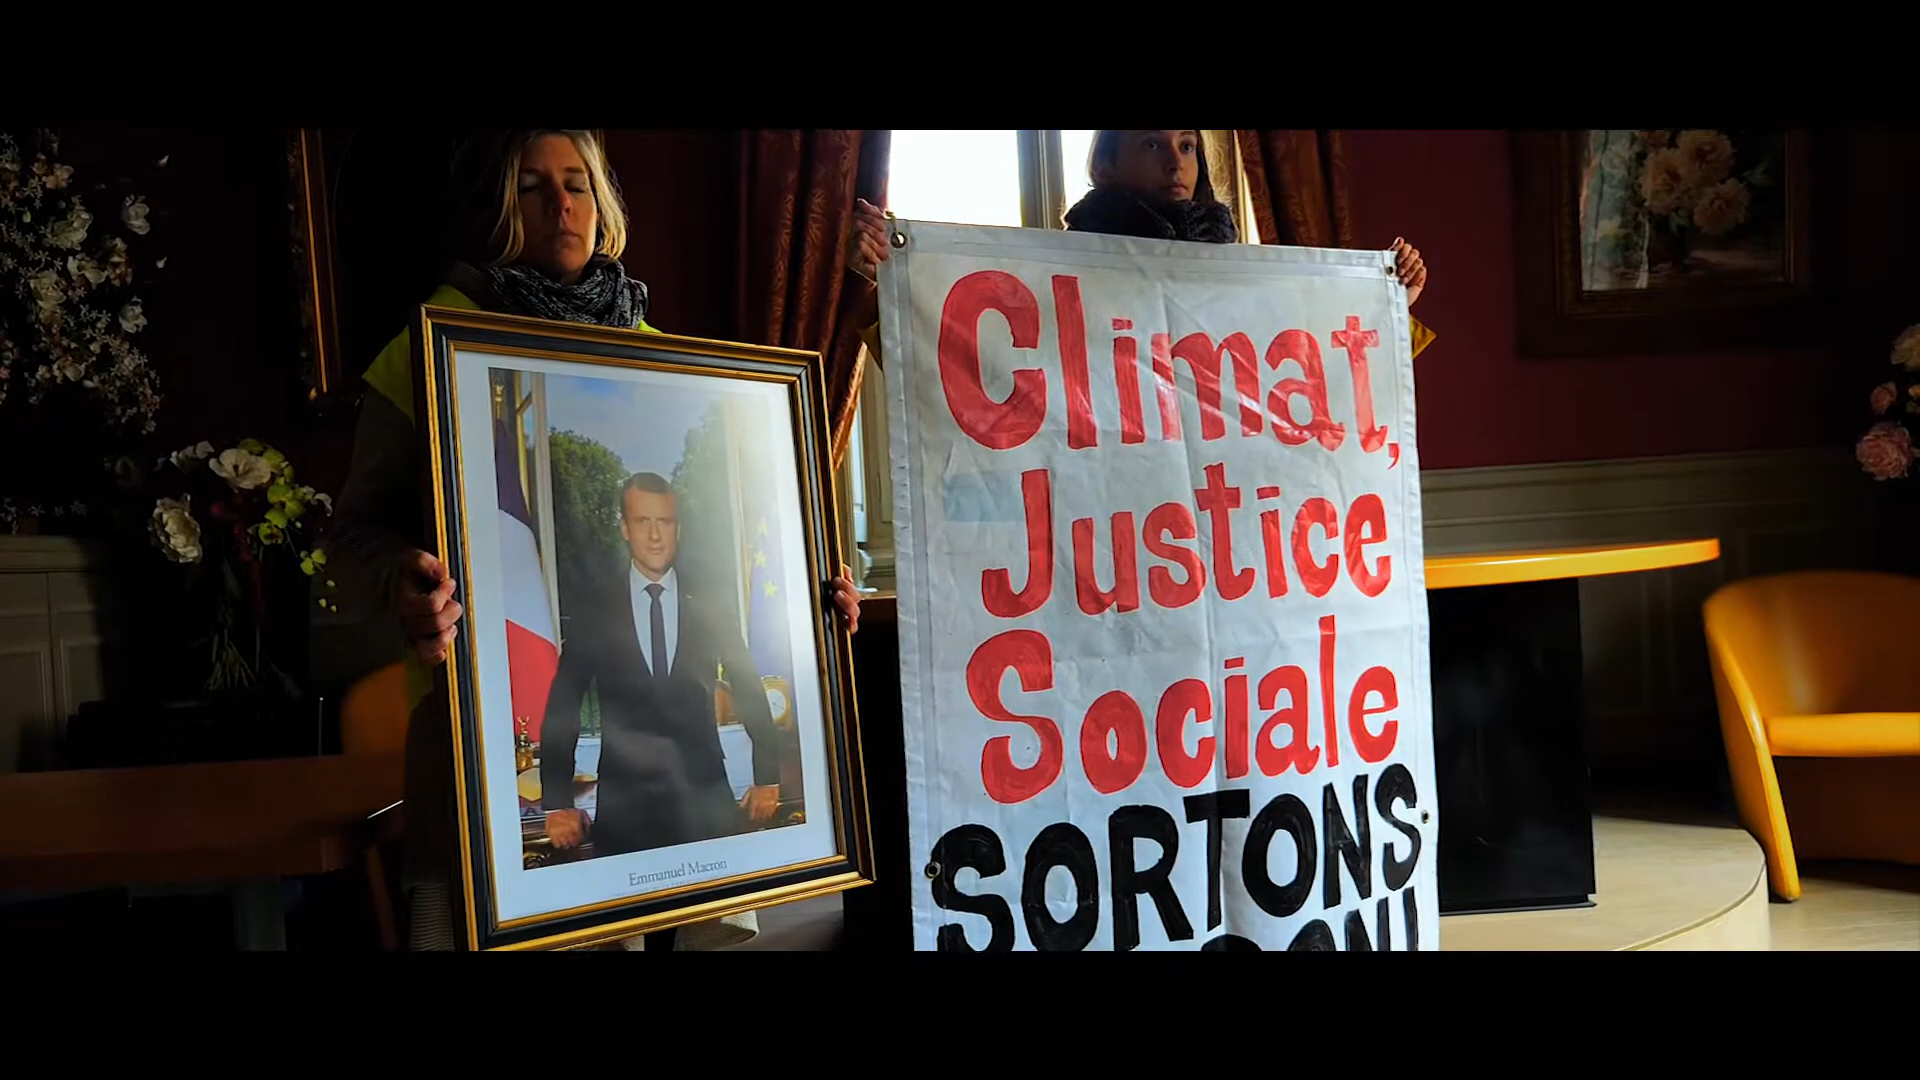 Emmanuel Macron
Climat,
Justice
Sociale
SORTONS